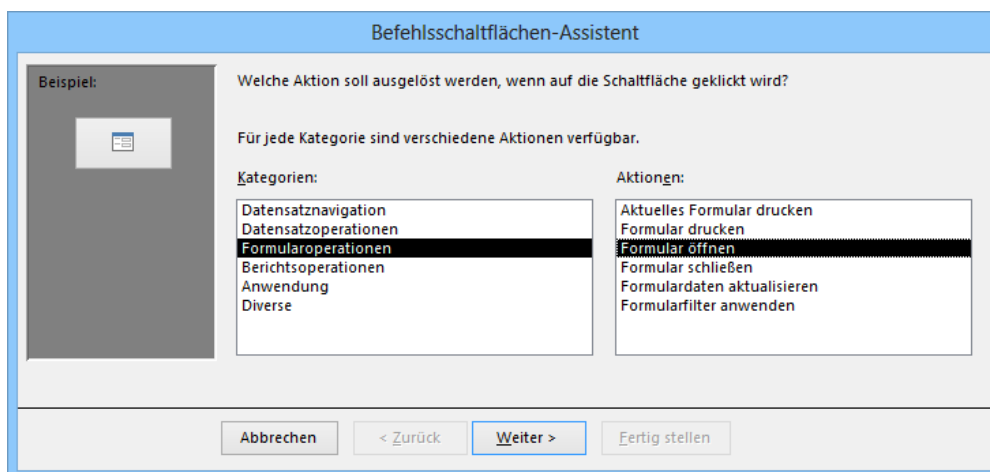 Befehlsschaltflächen-Assistent
Beispiel:
Welche Aktion soll ausgelöst werden, wenn auf die Schaltfläche geklickt wird?
Für jede Kategorie sind verschiedene Aktionen verfügbar.
Kategorien:
Datensatznavigation
Datensatzoperationen
Formularoperationen
Berichtsoperationen
Anwendung
Diverse
Aktionen:
Aktuelles Formular drucken
Formular drucken
Formular öffnen
Formular schließen
Formulardaten aktualisieren
Formularfilter anwenden
Abbrechen < Zurück Weiter > Fertig stellen